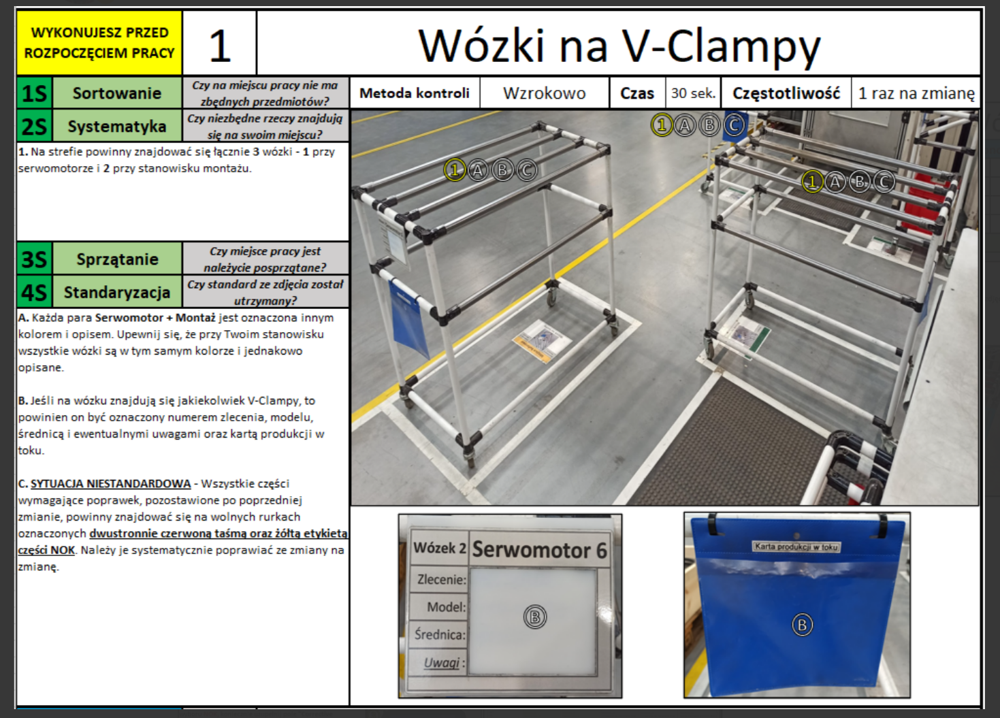 WYKONUJESZ PRZED
ROZPOCZĘCIEM PRACY
1
Wózki na V-Clampy
1S
Sortowanie
Czy na miejscu pracy nie ma
zbędnych przedmiotów?
Metoda kontroli
Wzrokowo
Czas
30 sek.
Częstotliwość
1 raz na zmianę
2S
Systematyka
Czy niezbędne rzeczy znajdują
się na swoim miejscu?
1. Na strefie powinny znajdować się łącznie 3 wózki - 1 przy
serwomotorze i 2 przy stanowisku montażu.
3S
Sprzątanie
Czy miejsce pracy jest
należycie posprzątane?
4S
Standaryzacja
Czy standard ze zdjęcia został
utrzymany?
A. Każda para Serwomotor + Montaż jest oznaczona innym
kolorem i opisem. Upewnij się, że przy Twoim stanowisku
wszystkie wózki są w tym samym kolorze i jednakowo
opisane.
B. Jeśli na wózku znajdują się jakiekolwiek V-Clampy, to
powinien on być oznaczony numerem zlecenia, modelu,
średnicą i ewentualnymi uwagami oraz kartą produkcji w
toku.
C. SYTUACJA NIESTANDARDOWA - Wszystkie części
wymagające poprawek, pozostawione po poprzedniej
zmianie, powinny znajdować się na wolnych rurkach
oznaczonych dwustronnie czerwoną taśmą oraz żółtą etykietą
części NOK. Należy je systematycznie poprawiać ze zmiany na
zmianę.
1 A B C
1 A B C
1 A B C
Wózek 2
Serwomotor 6
Zlecenie:
Model:
Średnica:
Uwagi :
B
Karta produkcji w toku
B